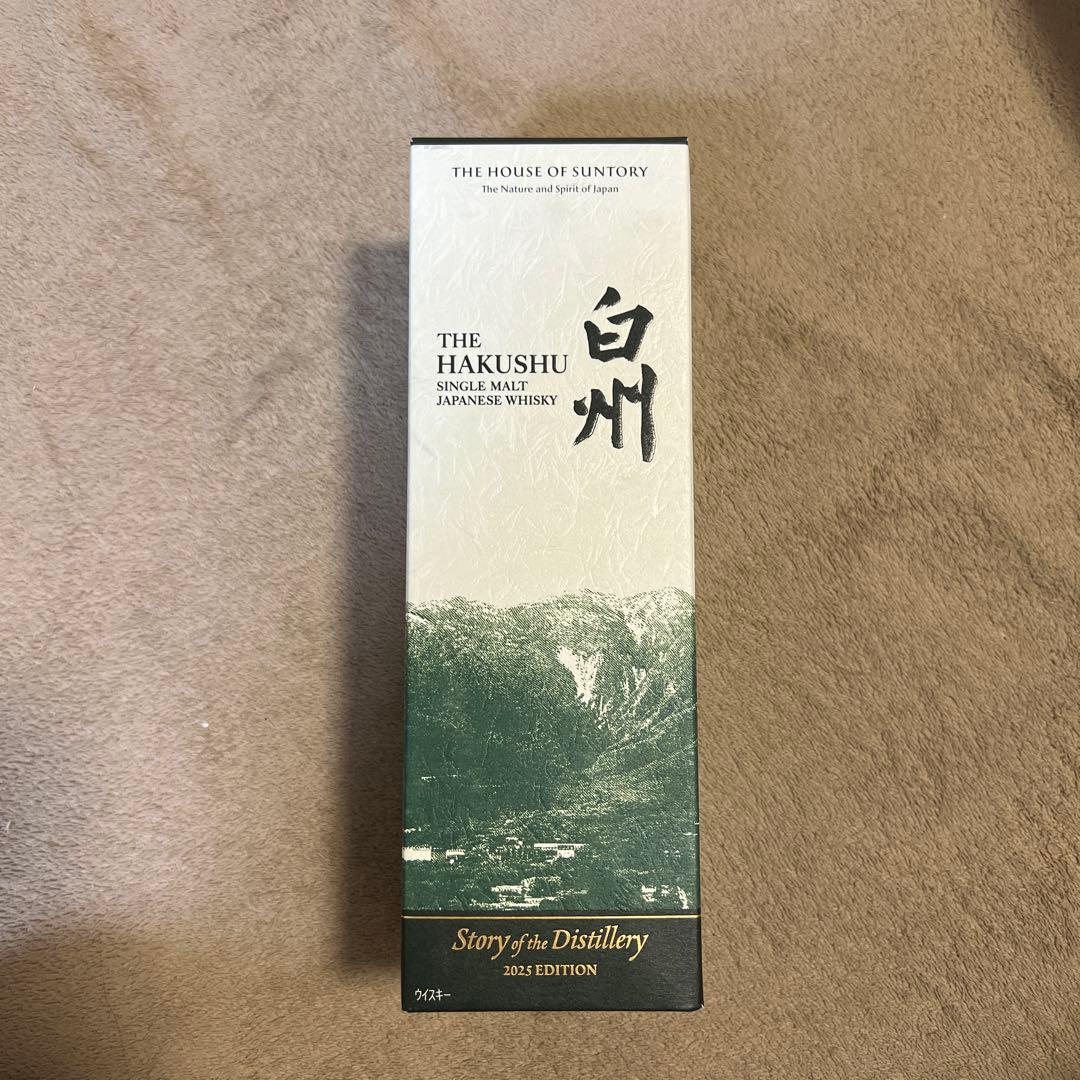 THE HOUSE OF SUNTORY
The Nature and Spirit of Japan
THE
HAKUSHU
SINGLE MALT
JAPANESE WHISKY
白州
Story of the Distillery
2025 EDITION
ウイスキー